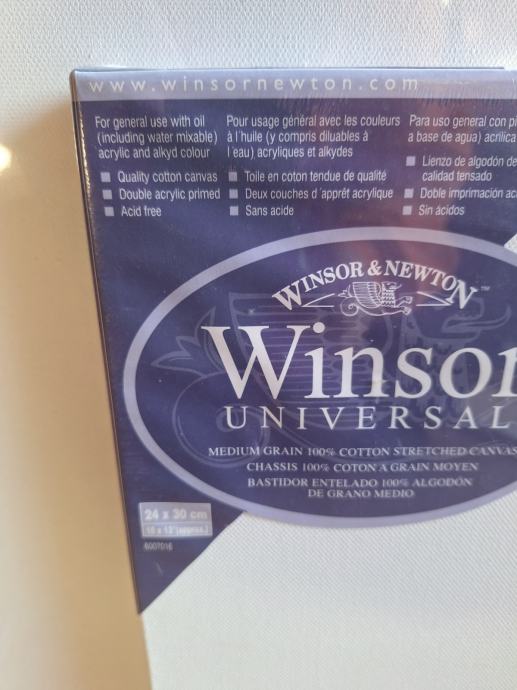 www.winsornewton.com
For general use with oil
(including water mixable)
acrylic and alkyd colour
Quality cotton canvas
Double acrylic primed
Acid free
Pour usage général avec les couleurs
à l'huile (y compris diluables à
l'eau) acryliques et alkydes
Toile en coton tendue de qualité
Deux couches d'apprêt acrylique
Sans acide
Para uso general con
a base de agua) acrílica
Lienzo de algodón de
calidad tensado
Doble imprimación
Sin ácidos
WINSOR & NEWTON
™
Winsor
UNIVERSAL
MEDIUM GRAIN 100% COTTON STRETCHED CANVAS
CHASSIS 100% COTON A GRAIN MOYEN
BASTIDOR ENTELADO 100% ALGODÓN
DE GRANO MEDIO
24 x 30 cm
6007016